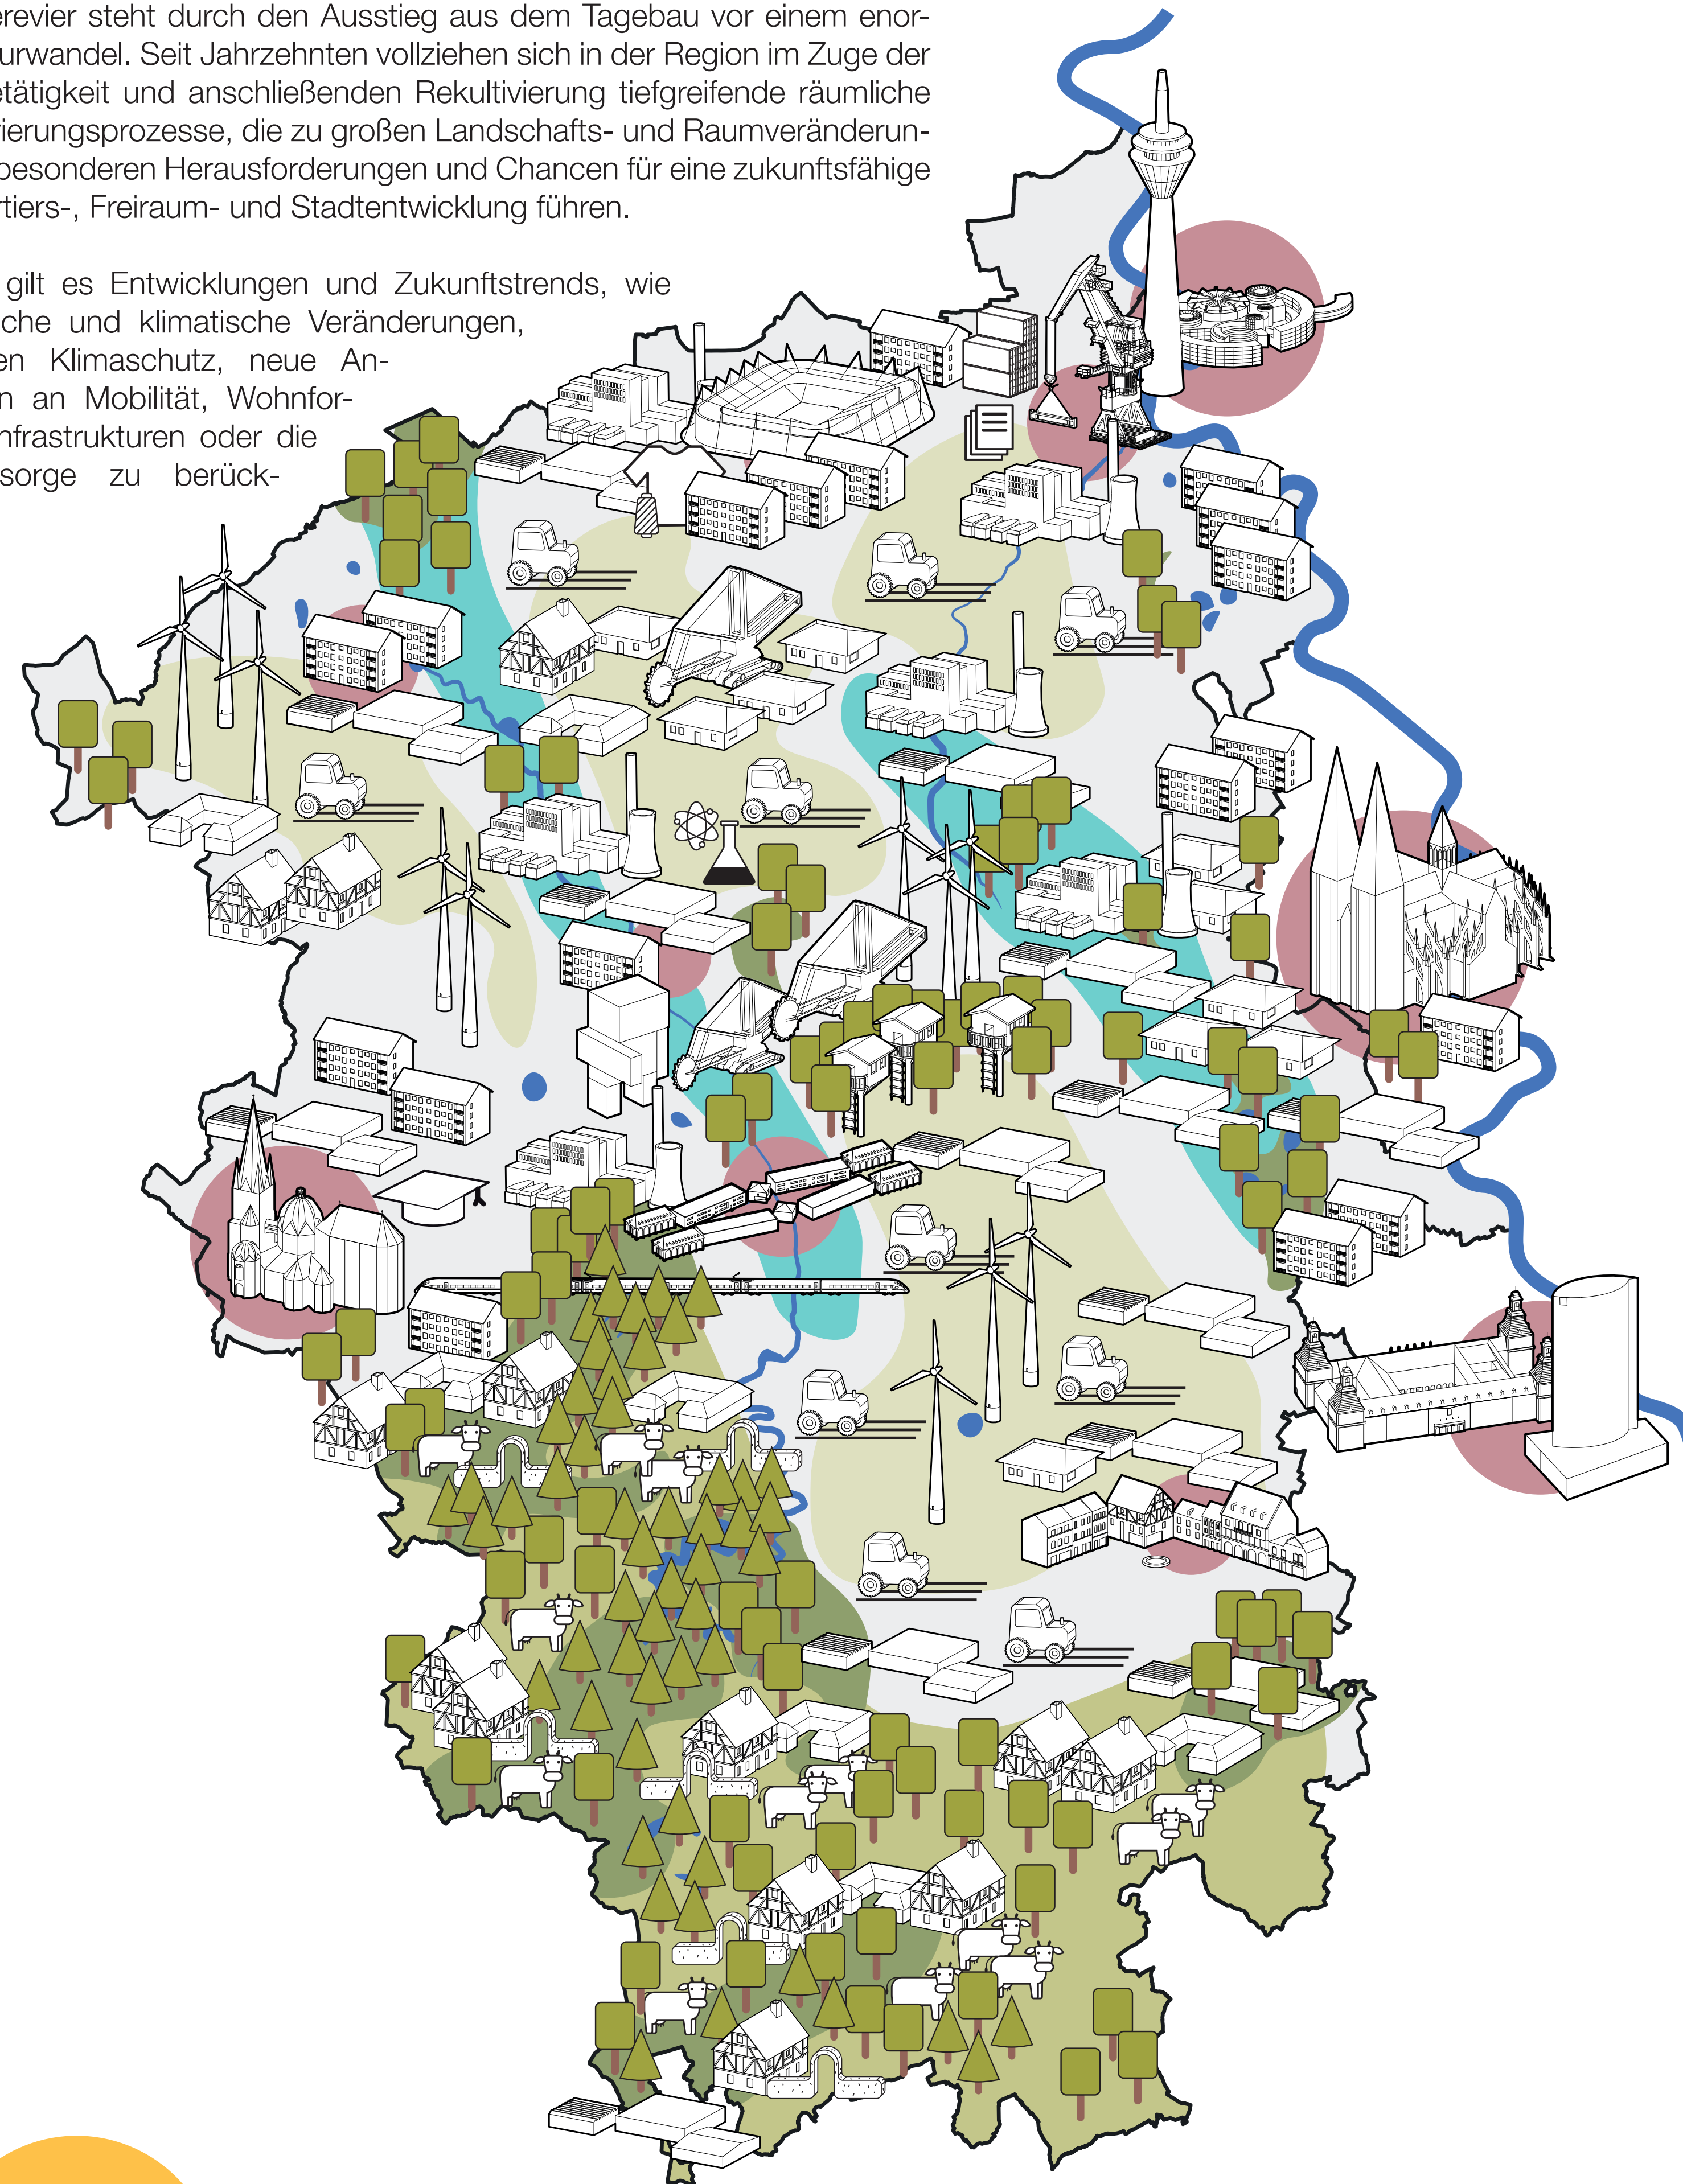 erevier steht durch den Ausstieg aus dem Tagebau vor einem enor-
urwandel. Seit Jahrzehnten vollziehen sich in der Region im Zuge der
etätigkeit und anschließenden Rekultivierung tiefgreifende räumliche
ierungsprozesse, die zu großen Landschafts- und Raumveränderun-
besonderen Herausforderungen und Chancen für eine zukunftsfähige
rtiers-, Freiraum- und Stadtentwicklung führen.
gilt es Entwicklungen und Zukunftstrends, wie
che und klimatische Veränderungen,
en Klimaschutz, neue An-
n an Mobilität, Wohnfor-
nfrastrukturen oder die
sorge zu berück-